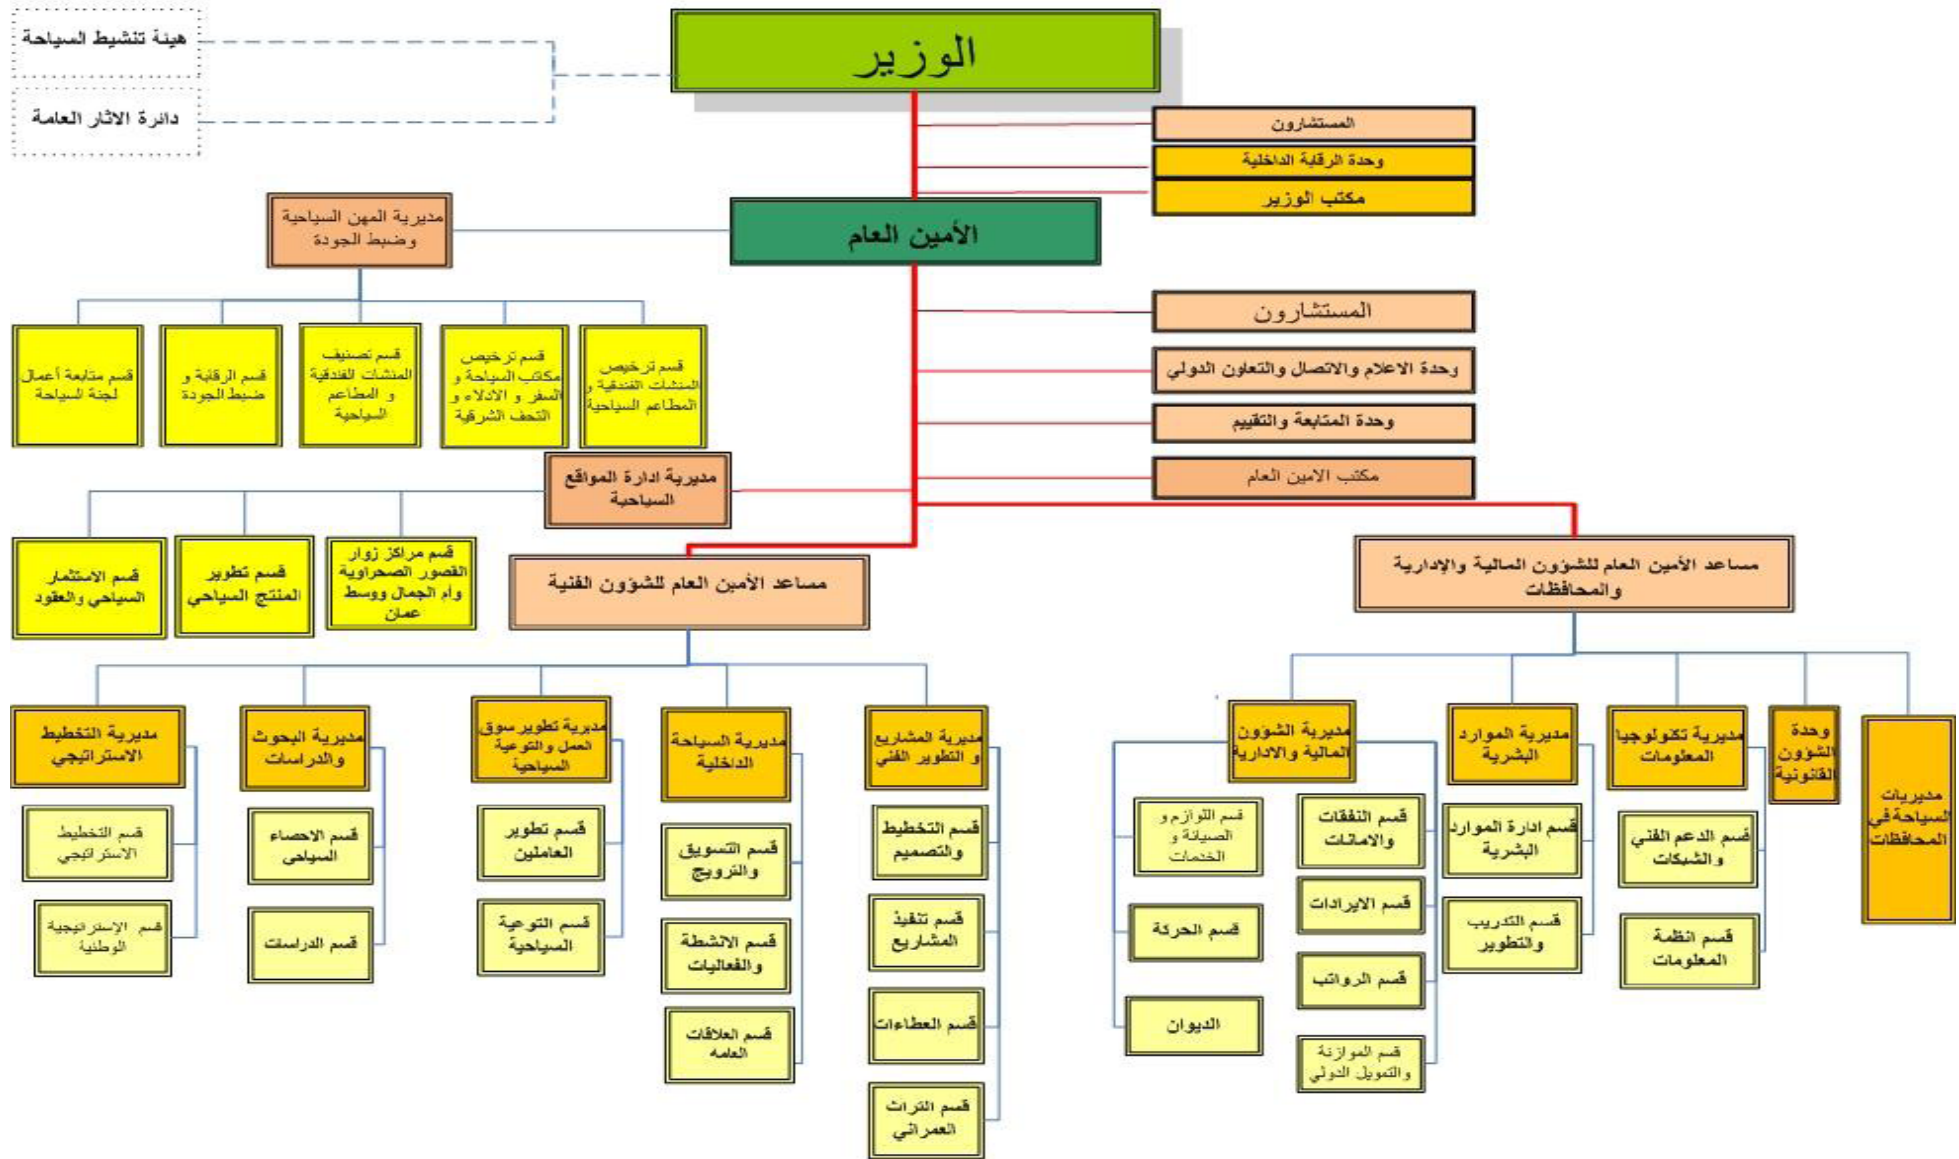 الوزير
هيئة تنشيط السياحة
دائرة الاثار العامة
المستشارون
وحدة الرقابة الداخلية
مكتب الوزير
الأمين العام
مديرية المهن السياحية
وضبط الجودة
المستشارون
وحدة الاعلام والاتصال والتعاون الدولي
وحدة المتابعة والتقييم
مكتب الامين العام
قسم ترخيص
المنشات الفندقية و
المطاعم السياحية
قسم ترخيص
مكاتب السياحة و
السفر و الادلاء و
التحف الشرقية
قسم تصنيف
المنشات الفندقية
و المطاعم
السياحية
قسم الرقابة و
ضبط الجودة
قسم متابعة أعمال
لجنة السياحة
مديرية ادارة المواقع
السياحية
قسم مراكز زوار
القصور الصحراوية
وأم الجمال ووسط
عمان
قسم تطوير
المنتج السياحي
قسم الاستثمار
السياحي والعقود
مساعد الأمين العام للشؤون المالية والإدارية
والمحافظات
مساعد الأمين العام للشؤون الفنية
مديريات
السياحة في
المحافظات
وحدة
الشؤون
القانونية
مديرية تكنولوجيا
المعلومات
قسم الدعم الفني
والشبكات
قسم انظمة
المعلومات
مديرية الموارد
البشرية
قسم ادارة الموارد
البشرية
قسم التدريب
والتطوير
مديرية الشؤون
المالية والادارية
قسم النفقات
والامانات
قسم الايرادات
قسم الرواتب
قسم الموازنة
والتمويل الدولي
قسم اللوازم و
الصيانة و
الخدمات
قسم الحركة
الديوان
مديرية المشاريع
و التطوير الفني
قسم التخطيط
والتصميم
قسم تنفيذ
المشاريع
قسم العطاءات
قسم التراث
العمراني
مديرية السياحة
الداخلية
قسم التسويق
والترويج
قسم الانشطة
والفعاليات
قسم العلاقات
العامه
مديرية تطوير سوق
العمل والتوعية
السياحية
قسم تطوير
العاملين
قسم التوعية
السياحية
مديرية البحوث
والدراسات
قسم الاحصاء
السياحي
قسم الدراسات
مديرية التخطيط
الاستراتيجي
قسم التخطيط
الاستراتيجي
قسم الإستراتيجية
الوطنية